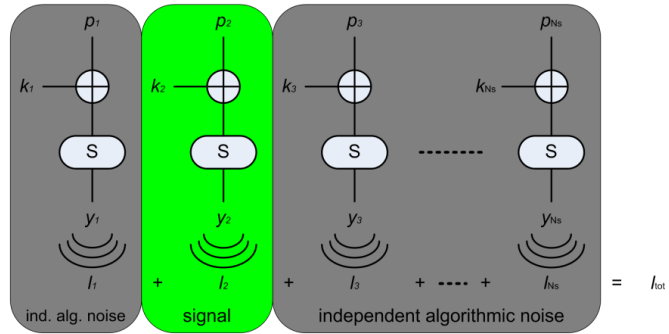 p1 p2 p3 pNs
k1 k2 k3 kNs
S S S S
y1 y2 y3 yNs
l1 + l2 + l3 + + lNs = ltot
ind. alg. noise signal independent algorithmic noise